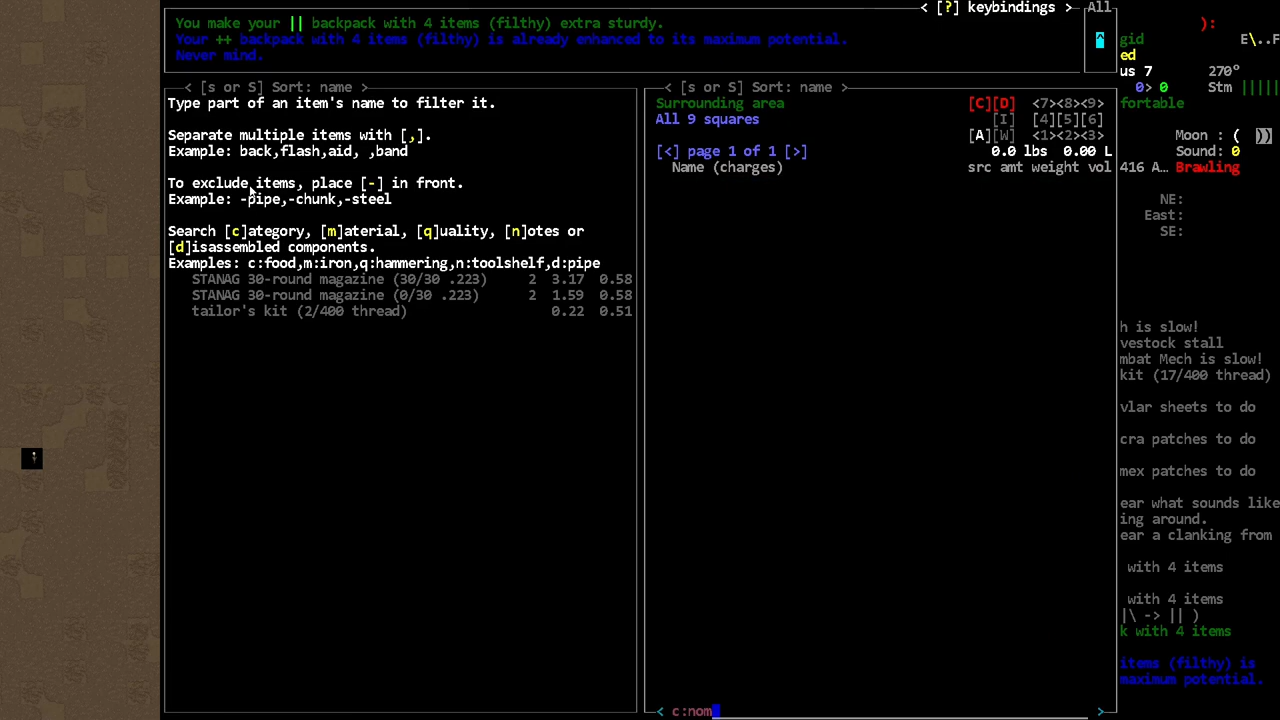 < [?] keybindings >
All
You make your || backpack with 4 items (filthy) extra sturdy.
Your ++ backpack with 4 items (filthy) is already enhanced to its maximum potential.
Never mind.
^
):
gid E\..F
ed
us 7 270°
0> 0 Stm |||||
fortable
Moon : ( ))
Sound: 0
416 A… Brawling
NE:
East:
SE:
< [s or S] Sort: name >
Type part of an item's name to filter it.
Separate multiple items with [,].
Example: back,flash,aid, ,band
To exclude items, place [-] in front.
Example: -pipe,-chunk,-steel
Search [c]ategory, [m]aterial, [q]uality, [n]otes or
[d]isassembled components.
Examples: c:food,m:iron,q:hammering,n:toolshelf,d:pipe
STANAG 30-round magazine (30/30 .223) 2 3.17 0.58
STANAG 30-round magazine (0/30 .223) 2 1.59 0.58
tailor's kit (2/400 thread) 0.22 0.51
< [s or S] Sort: name >
Surrounding area [C][D] <7><8><9>
All 9 squares [I] [4][5][6]
[A][W] <1><2><3>
[<] page 1 of 1 [>] 0.0 lbs 0.00 L
Name (charges) src amt weight vol
< c:nom >
h is slow!
vestock stall
mbat Mech is slow!
kit (17/400 thread)
vlar sheets to do
cra patches to do
mex patches to do
ear what sounds like
ing around.
ear a clanking from
with 4 items
with 4 items
|\ -> || )
k with 4 items
items (filthy) is
maximum potential.